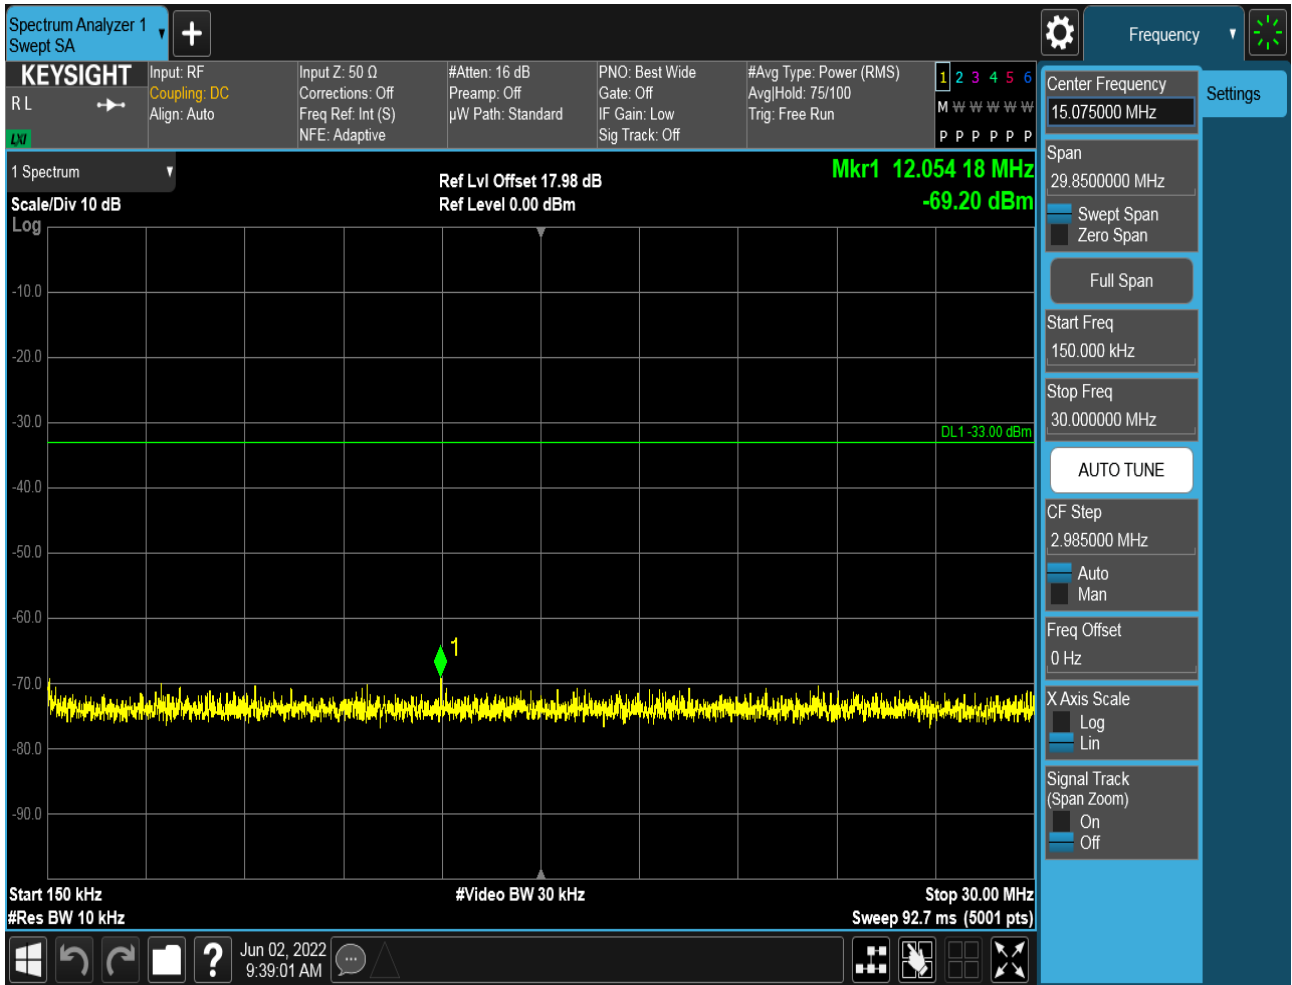 Spectrum Analyzer 1
Swept SA
Frequency
KEYSIGHT
R L
LXI
Input: RF
Coupling: DC
Align: Auto
Input Z: 50 Ω
Corrections: Off
Freq Ref: Int (S)
NFE: Adaptive
#Atten: 16 dB
Preamp: Off
µW Path: Standard
PNO: Best Wide
Gate: Off
IF Gain: Low
Sig Track: Off
#Avg Type: Power (RMS)
Avg|Hold: 75/100
Trig: Free Run
1 2 3 4 5 6
M W W W W W
P P P P P P
1 Spectrum
Scale/Div 10 dB
Log
Ref Lvl Offset 17.98 dB
Ref Level 0.00 dBm
Mkr1 12.054 18 MHz
-69.20 dBm
-10.0
-20.0
-30.0
DL1 -33.00 dBm
-40.0
-50.0
-60.0
1
-70.0
-80.0
-90.0
Start 150 kHz
#Video BW 30 kHz
Stop 30.00 MHz
#Res BW 10 kHz
Sweep 92.7 ms (5001 pts)
?
Jun 02, 2022
9:39:01 AM
Center Frequency
15.075000 MHz
Settings
Span
29.8500000 MHz
Swept Span
Zero Span
Full Span
Start Freq
150.000 kHz
Stop Freq
30.000000 MHz
AUTO TUNE
CF Step
2.985000 MHz
Auto
Man
Freq Offset
0 Hz
X Axis Scale
Log
Lin
Signal Track
(Span Zoom)
On
Off